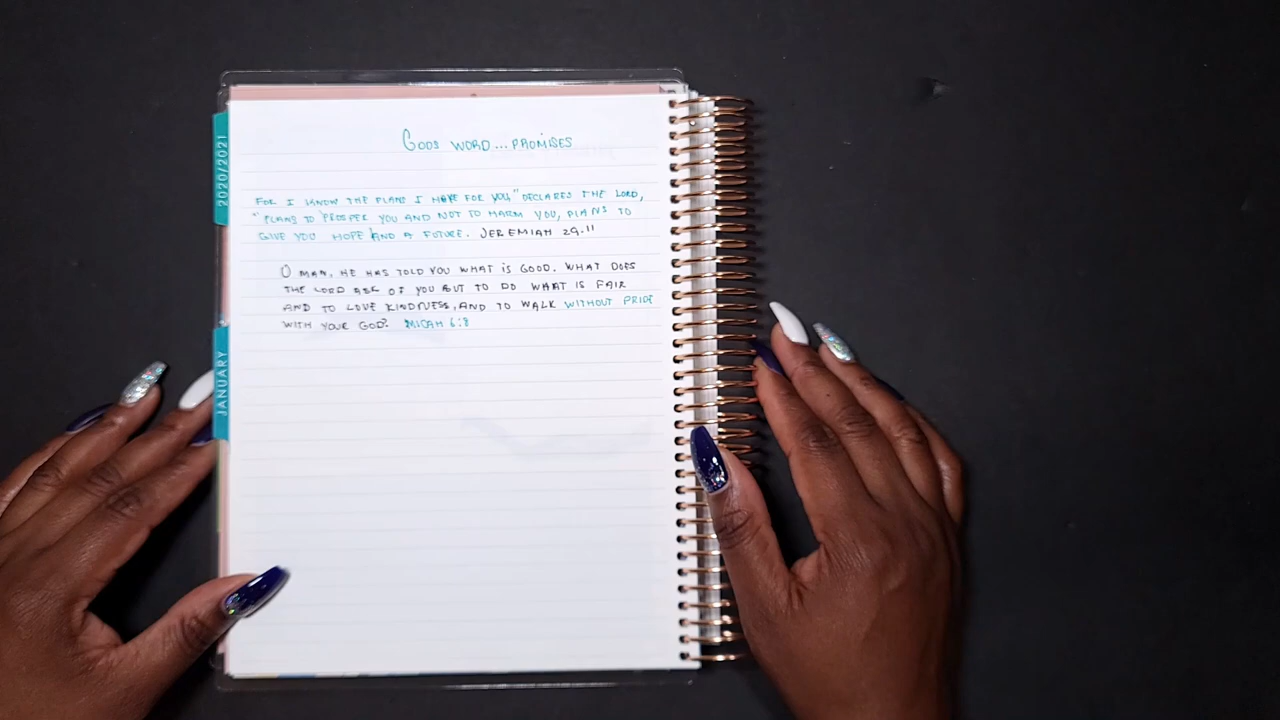 2020/2021
JANUARY
GODS WORD...PROMISES
FOR I KNOW THE PLANS I HAVE FOR YOU," DECLARES THE LORD,
"PLANS TO PROSPER YOU AND NOT TO HARM YOU, PLANS TO
GIVE YOU HOPE AND A FUTURE. JEREMIAH 29:11
O MAN, HE HAS TOLD YOU WHAT IS GOOD. WHAT DOES
THE LORD ASK OF YOU BUT TO DO WHAT IS FAIR
AND TO LOVE KINDNESS, AND TO WALK WITHOUT PRIDE
WITH YOUR GOD? MICAH 6:8